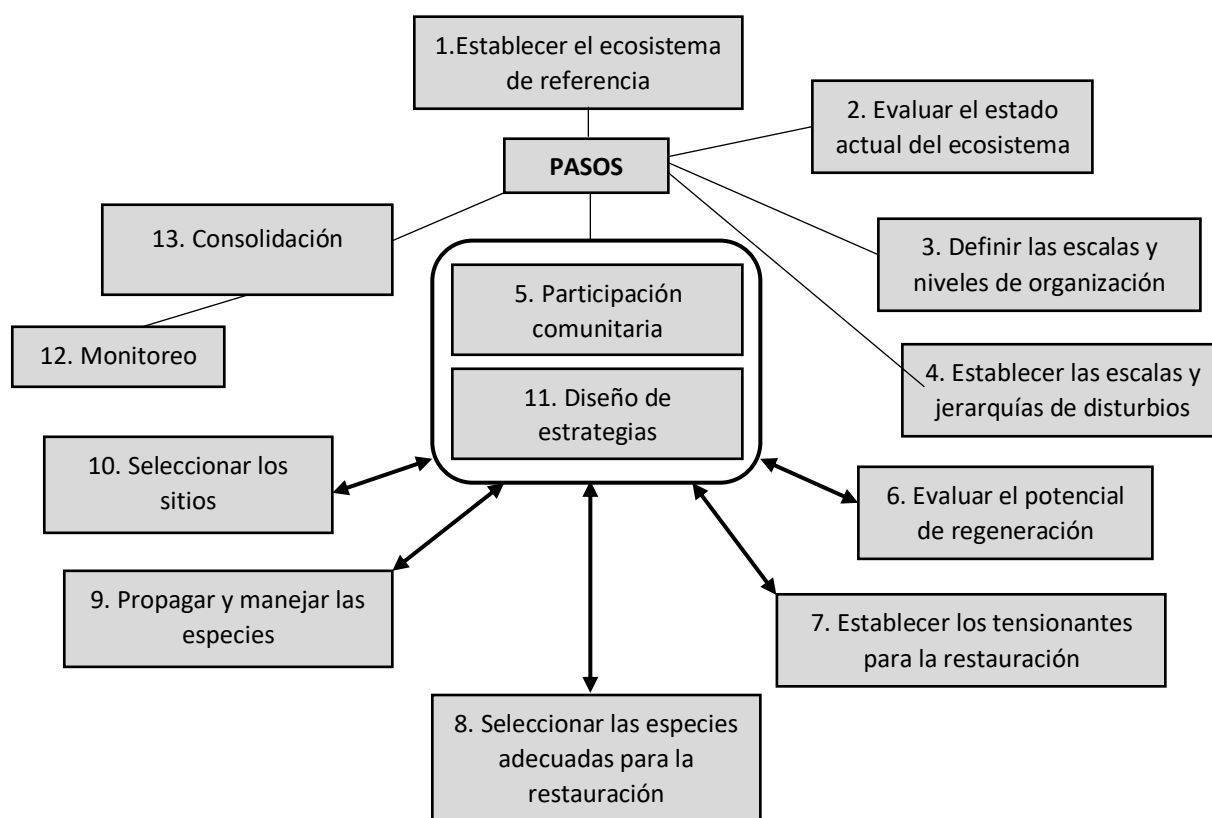 1.Establecer el ecosistema
de referencia
2. Evaluar el estado
actual del ecosistema
PASOS
13. Consolidación
3. Definir las escalas y
niveles de organización
5. Participación
comunitaria
12. Monitoreo
4. Establecer las escalas y
jerarquías de disturbios
11. Diseño de
estrategias
10. Seleccionar los
sitios
6. Evaluar el potencial
de regeneración
9. Propagar y manejar las
especies
7. Establecer los tensionantes
para la restauración
8. Seleccionar las especies
adecuadas para la
restauración